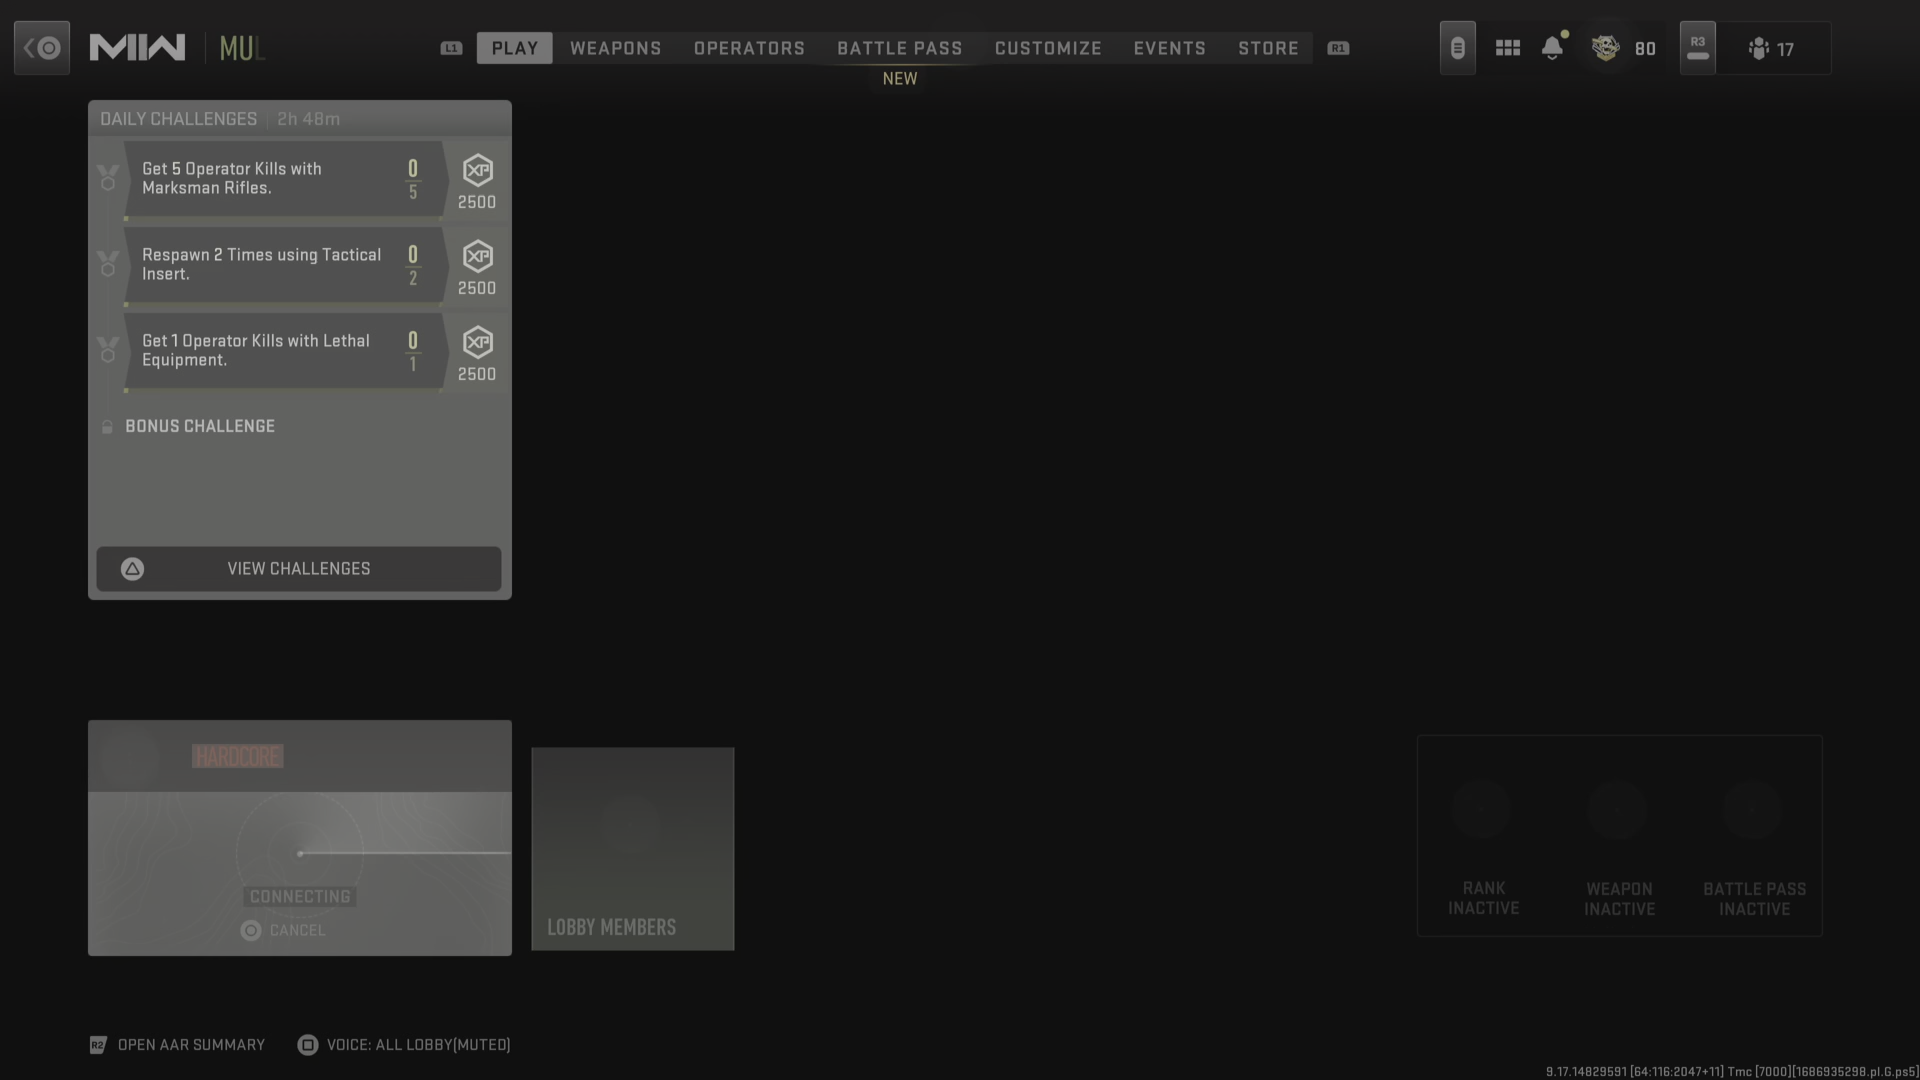 MW
MUL
L1
PLAY
WEAPONS
OPERATORS
BATTLE PASS
CUSTOMIZE
EVENTS
STORE
R1
NEW
80
R3
17
DAILY CHALLENGES
2h 48m
Get 5 Operator Kills with
Marksman Rifles.
0
5
XP
2500
Respawn 2 Times using Tactical
Insert.
0
2
XP
2500
Get 1 Operator Kills with Lethal
Equipment.
0
1
XP
2500
BONUS CHALLENGE
VIEW CHALLENGES
HARDCORE
CONNECTING
CANCEL
LOBBY MEMBERS
RANK
INACTIVE
WEAPON
INACTIVE
BATTLE PASS
INACTIVE
R2 OPEN AAR SUMMARY
VOICE: ALL LOBBY(MUTED)
9.17.14829591 [64:116:2047+11] Tmc [7000][1686935298.pl.G.ps5]